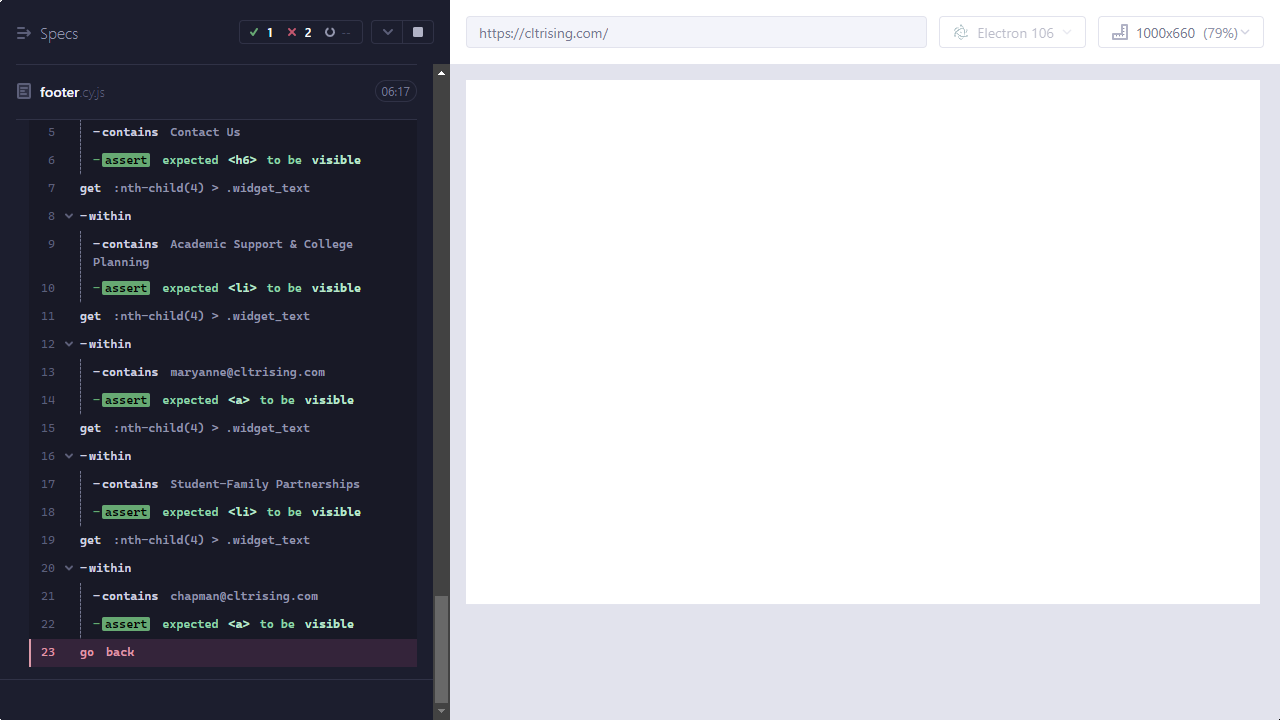 Specs
1 2 --
https://cltrising.com/
Electron 106
1000x660 (79%)
footer.cy.js
06:17
5 -contains Contact Us
6 -assert expected <h6> to be visible
7 get :nth-child(4) > .widget_text
8 -within
9 -contains Academic Support & College
Planning
10 -assert expected <li> to be visible
11 get :nth-child(4) > .widget_text
12 -within
13 -contains maryanne@cltrising.com
14 -assert expected <a> to be visible
15 get :nth-child(4) > .widget_text
16 -within
17 -contains Student-Family Partnerships
18 -assert expected <li> to be visible
19 get :nth-child(4) > .widget_text
20 -within
21 -contains chapman@cltrising.com
22 -assert expected <a> to be visible
23 go back